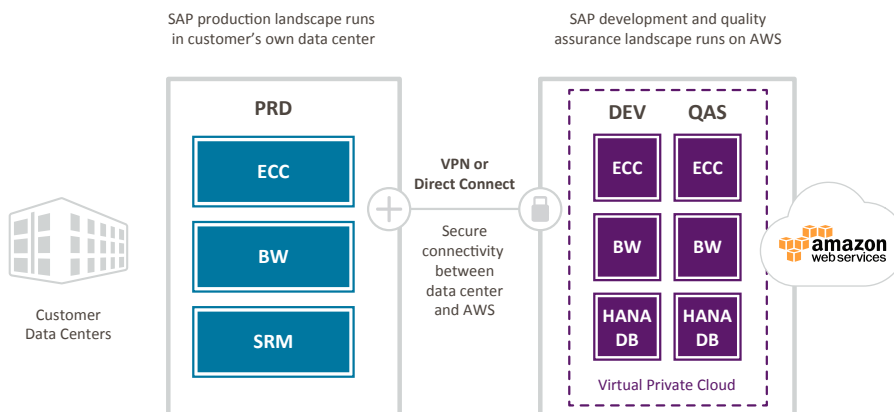 SAP production landscape runs
in customer's own data center
SAP development and quality
assurance landscape runs on AWS
PRD
ECC
BW
SRM
Customer
Data Centers
VPN or
Direct Connect
Secure
connectivity
between
data center
and AWS
DEV
QAS
ECC
ECC
BW
BW
HANA
DB
HANA
DB
Virtual Private Cloud
amazon
web services